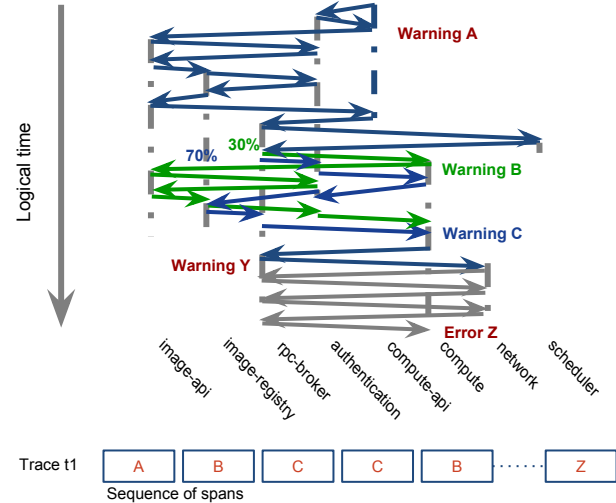 Warning A
Logical time
30%
70%
Warning B
Warning C
Warning Y
Error Z
image-api
image-registry
rpc-broker
authentication
compute-api
compute
network
scheduler
Trace t1
A B C C B Z
Sequence of spans